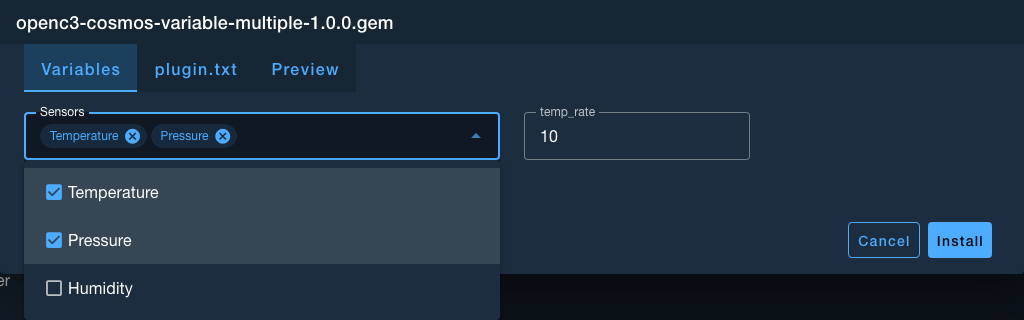 openc3-cosmos-variable-multiple-1.0.0.gem
Variables plugin.txt Preview
Sensors temp_rate
Temperature Pressure 10
Temperature
Pressure
Cancel Install
er
Humidity